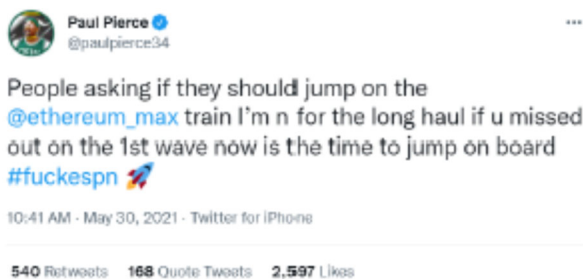 Paul Pierce
@paulpierce34
People asking if they should jump on the
@ethereum_max train I'm n for the long haul if u missed
out on the 1st wave now is the time to jump on board
#fuckespn 🚀
10:41 AM · May 30, 2021 · Twitter for iPhone
540 Retweets 168 Quote Tweets 2,597 Likes